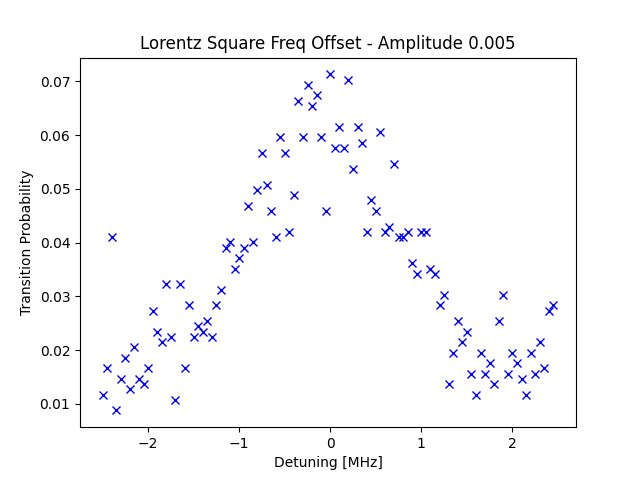 Lorentz Square Freq Offset - Amplitude 0.005
0.07
0.06
0.05
0.04
0.03
0.02
0.01
Transition Probability
−2 −1 0 1 2
Detuning [MHz]